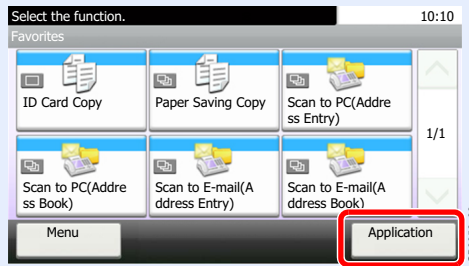 Select the function.
10:10
Favorites
ID Card Copy
Paper Saving Copy
Scan to PC(Addre
ss Entry)
1/1
Scan to PC(Addre
ss Book)
Scan to E-mail(A
ddress Entry)
Scan to E-mail(A
ddress Book)
Menu
Application